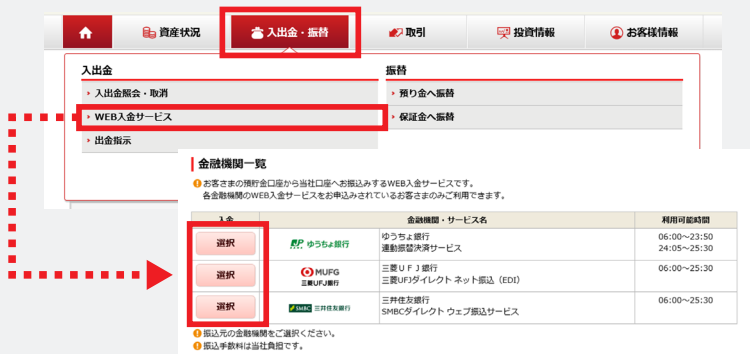 資産状況
入出金・振替
取引
投資情報
お客様情報
入出金
振替
入出金照会・取消
預り金へ振替
WEB入金サービス
保証金へ振替
出金指示
金融機関一覧
お客さまの預貯金口座から当社口座へお振込みするWEB入金サービスです。
各金融機関のWEB入金サービスをお申込みされているお客さまのみご利用できます。
入金 金融機関・サービス名 利用可能時間
選択 ゆうちょ銀行 ゆうちょ銀行 06:00～23:50
連動振替決済サービス 24:05～25:30
選択 MUFG 三菱UFJ銀行 三菱ＵＦＪ銀行 06:00～25:30
三菱UFJダイレクト ネット振込（EDI）
選択 SMBC 三井住友銀行 三井住友銀行 06:00～25:30
SMBCダイレクト ウェブ振込サービス
振込元の金融機関をご選択ください。
振込手数料は当社負担です。